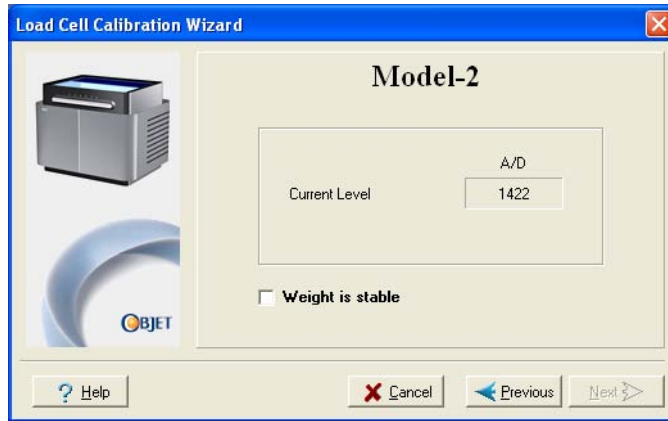 Load Cell Calibration Wizard
Model-2
A/D
Current Level 1422
Weight is stable
OBJET
? Help Cancel Previous Next